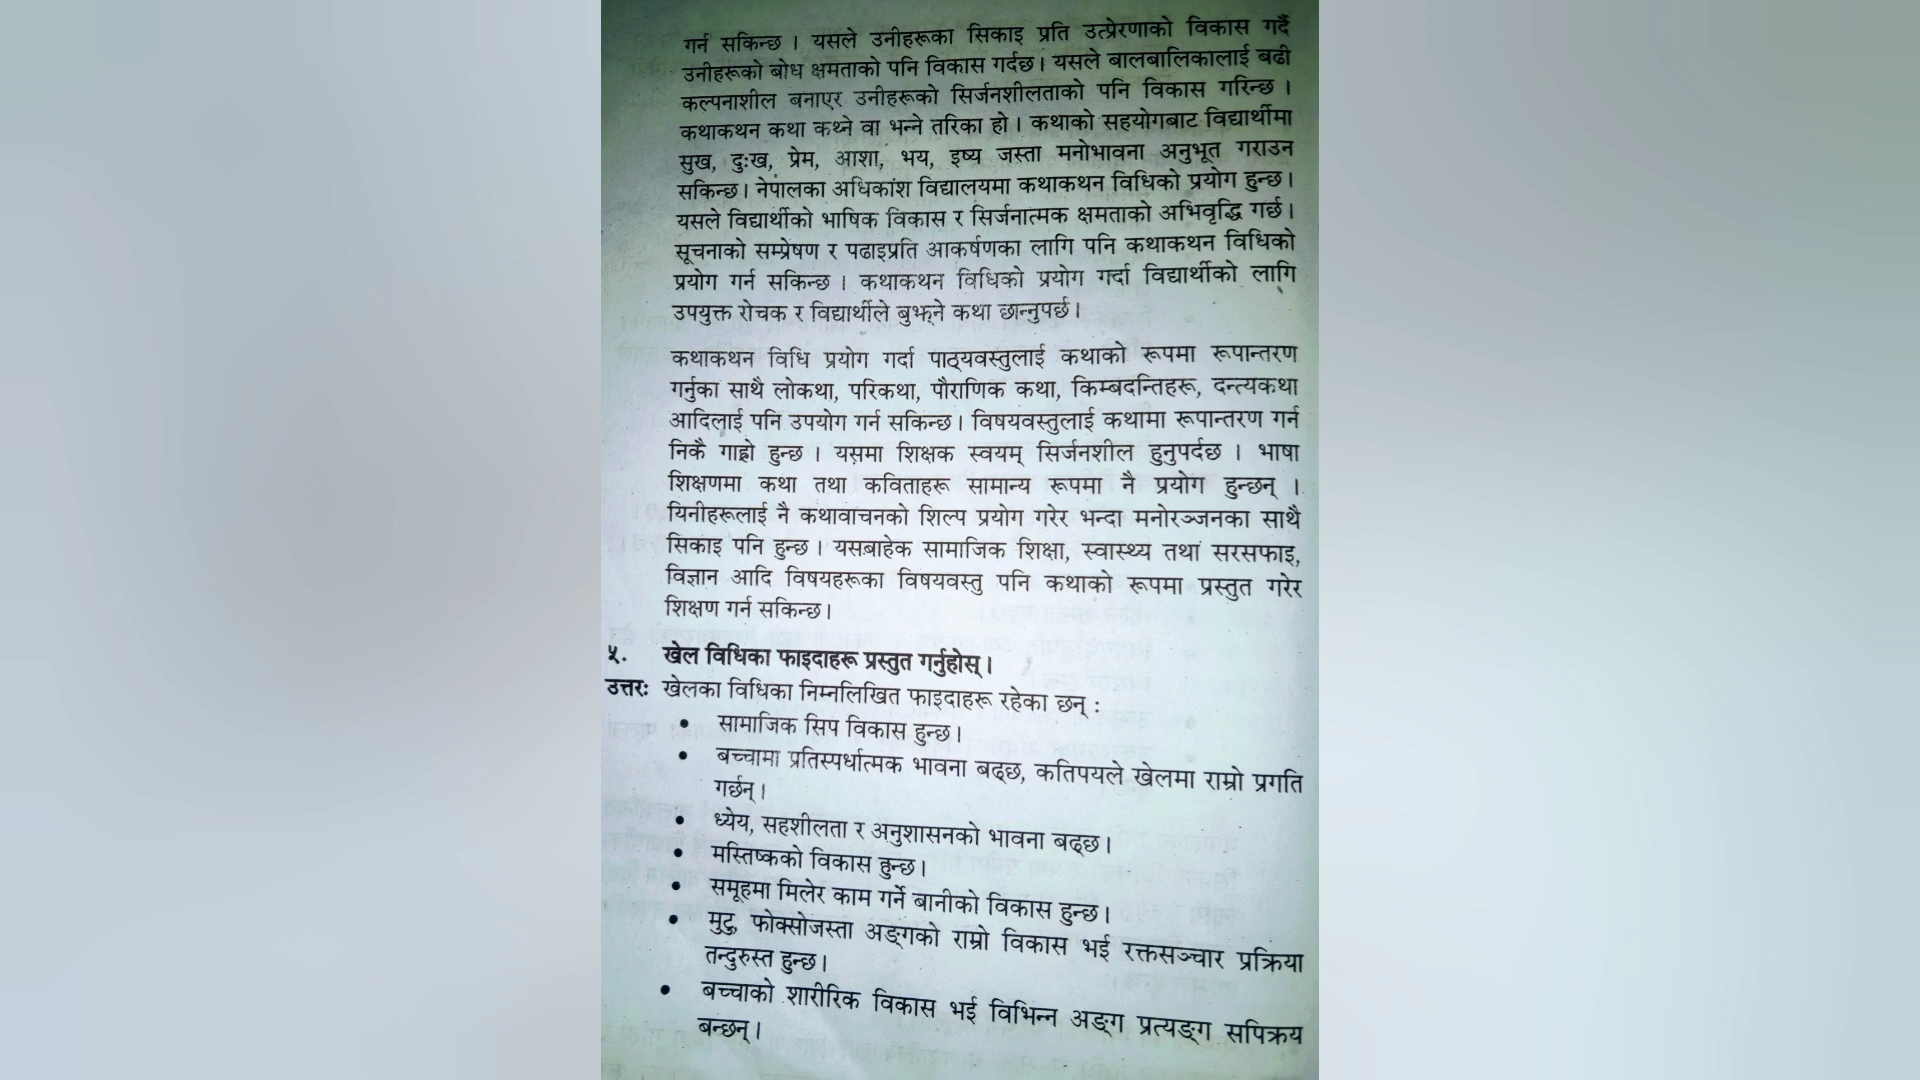 गर्न सकिन्छ । यसले उनीहरूका सिकाइ प्रति उत्प्रेरणाको विकास गर्दै
उनीहरूको बोध क्षमताको पनि विकास गर्दछ। यसले बालबालिकालाई बढी
कल्पनाशील बनाएर उनीहरूको सिर्जनशीलताको पनि विकास गरिन्छ ।
कथाकथन कथा कथ्ने वा भन्ने तरिका हो। कथाको सहयोगबाट विद्यार्थीमा
सुख, दुःख, प्रेम, आशा, भय, इष्य जस्ता मनोभावना अनुभूत गराउन
सकिन्छ। नेपालका अधिकांश विद्यालयमा कथाकथन विधिको प्रयोग हुन्छ।
यसले विद्यार्थीको भाषिक विकास र सिर्जनात्मक क्षमताको अभिवृद्धि गर्छ।
सूचनाको सम्प्रेषण र पढाइप्रति आकर्षणका लागि पनि कथाकथन विधिको
प्रयोग गर्न सकिन्छ । कथाकथन विधिको प्रयोग गर्दा विद्यार्थीको लागि
उपयुक्त रोचक र विद्यार्थीले बुझ्ने कथा छान्नुपर्छ।
कथाकथन विधि प्रयोग गर्दा पाठ्यवस्तुलाई कथाको रूपमा रूपान्तरण
गर्नुका साथै लोकथा, परिकथा, पौराणिक कथा, किम्बदन्तिहरू, दन्त्यकथा
आदिलाई पनि उपयोग गर्न सकिन्छ। विषयवस्तुलाई कथामा रूपान्तरण गर्न
निकै गाह्रो हुन्छ । यसमा शिक्षक स्वयम् सिर्जनशील हुनुपर्दछ । भाषा
शिक्षणमा कथा तथा कविताहरू सामान्य रूपमा नै प्रयोग हुन्छन् ।
यिनीहरूलाई नै कथावाचनको शिल्प प्रयोग गरेर भन्दा मनोरञ्जनका साथै
सिकाइ पनि हुन्छ । यसबाहेक सामाजिक शिक्षा, स्वास्थ्य तथा सरसफाइ,
विज्ञान आदि विषयहरूका विषयवस्तु पनि कथाको रूपमा प्रस्तुत गरेर
शिक्षण गर्न सकिन्छ।
५. खेल विधिका फाइदाहरू प्रस्तुत गर्नुहोस्।
उत्तरः खेलका विधिका निम्नलिखित फाइदाहरू रहेका छन् :
• सामाजिक सिप विकास हुन्छ।
• बच्चामा प्रतिस्पर्धात्मक भावना बढ्छ, कतिपयले खेलमा राम्रो प्रगति
गर्छन्।
• ध्येय, सहशीलता र अनुशासनको भावना बढ्छ।
• मस्तिष्कको विकास हुन्छ।
• समूहमा मिलेर काम गर्ने बानीको विकास हुन्छ।
• मुटु, फोक्सोजस्ता अङ्गको राम्रो विकास भई रक्तसञ्चार प्रक्रिया
तन्दुरुस्त हुन्छ।
• बच्चाको शारीरिक विकास भई विभिन्न अङ्ग प्रत्यङ्ग सपिक्रय
बन्छन्।